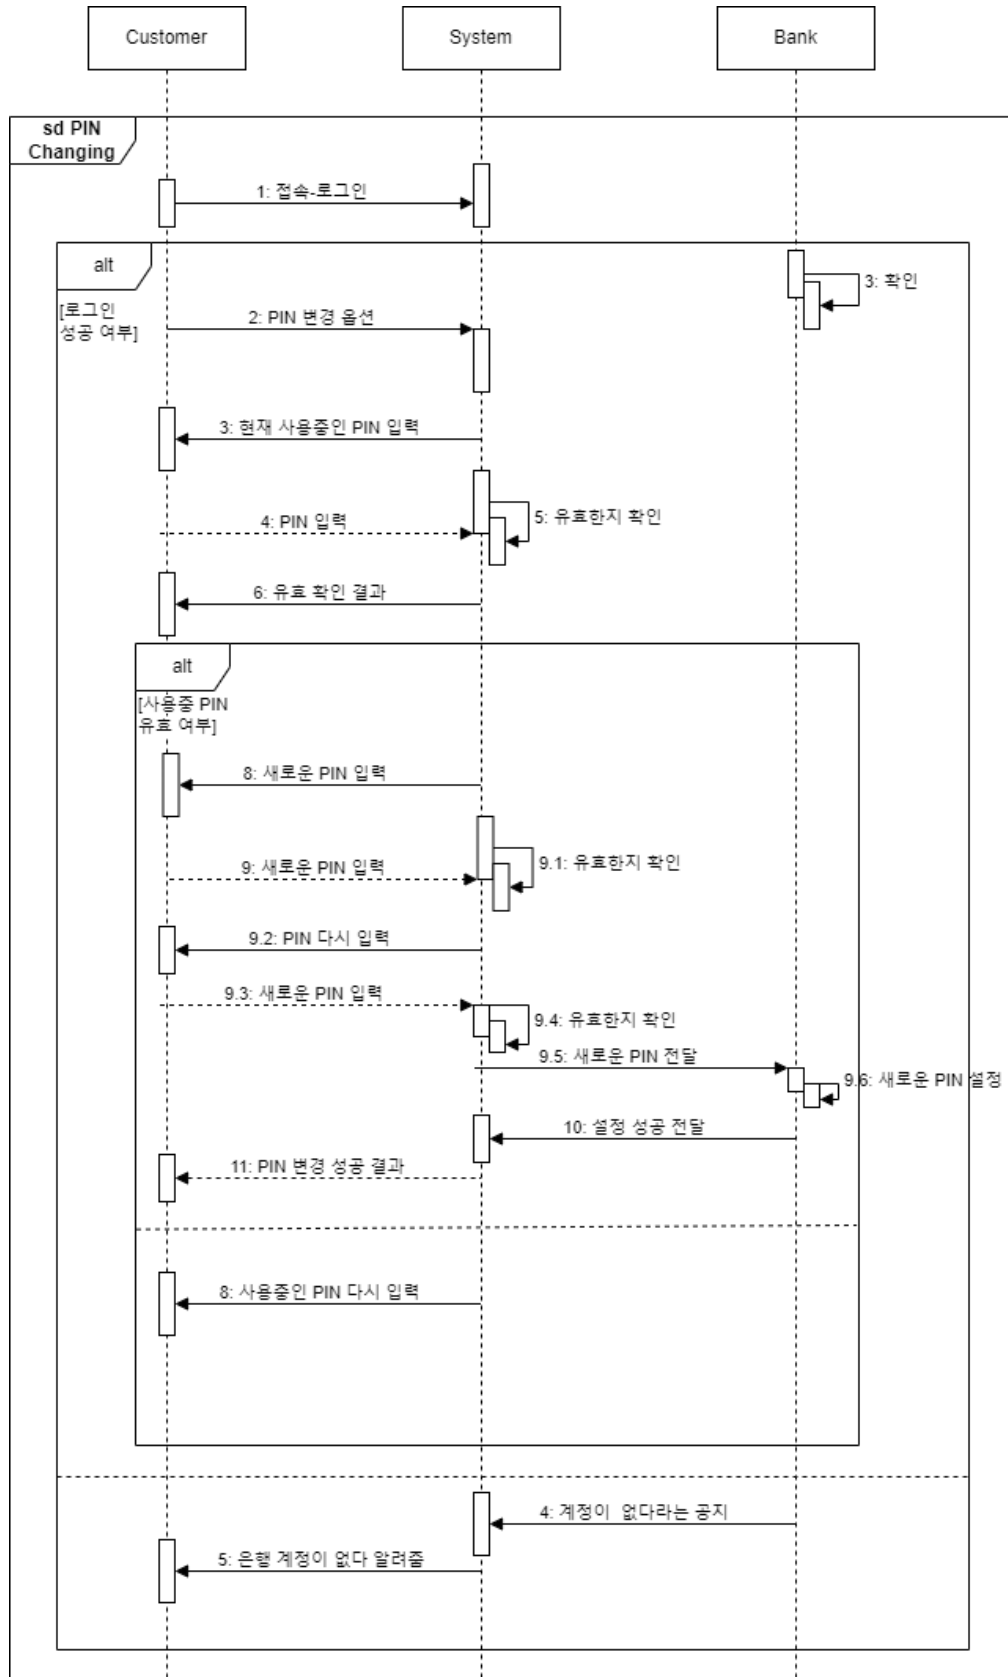 Customer
System
Bank
sd PIN
Changing
1: 접속-로그인
alt
3: 확인
[로그인
성공 여부]
2: PIN 변경 옵션
3: 현재 사용중인 PIN 입력
4: PIN 입력
5: 유효한지 확인
6: 유효 확인 결과
alt
[사용중 PIN
유효 여부]
8: 새로운 PIN 입력
9: 새로운 PIN 입력
9.1: 유효한지 확인
9.2: PIN 다시 입력
9.3: 새로운 PIN 입력
9.4: 유효한지 확인
9.5: 새로운 PIN 전달
9.6: 새로운 PIN 설정
10: 설정 성공 전달
11: PIN 변경 성공 결과
8: 사용중인 PIN 다시 입력
4: 계정이 없다라는 공지
5: 은행 계정이 없다 알려줌